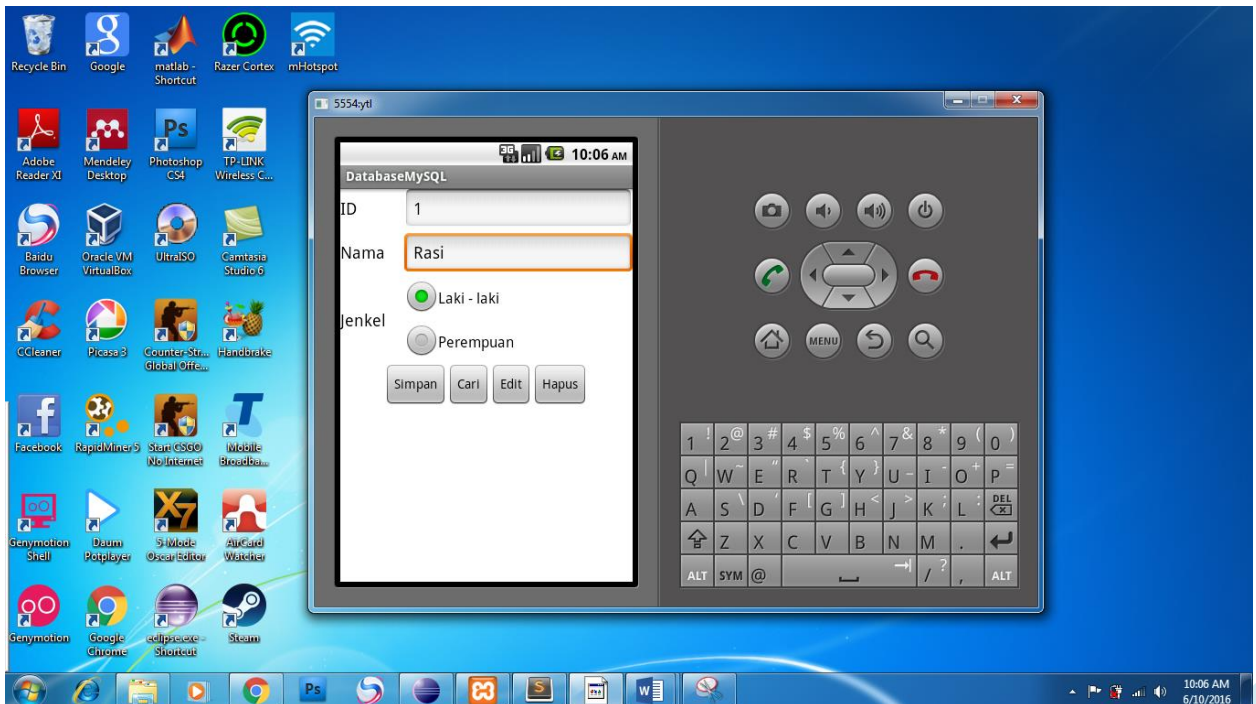 Recycle Bin
Google
matlab - Shortcut
Razer Cortex
mHotspot
Adobe Reader XI
Mendeley Desktop
Photoshop CS4
TP-LINK Wireless C...
Baidu Browser
Oracle VM VirtualBox
UltraISO
Camtasia Studio 6
CCleaner
Picasa 3
Counter-Str... Global Offe...
Handbrake
Facebook
RapidMiner 5
Start CSGO No Internet
Mobile Broadba...
Genymotion Shell
Daum Potplayer
5-Mode Oscar Editor
AirCard Watcher
Genymotion
Google Chrome
eclipse.exe - Shortcut
Steam
5554:ytl
3G 10:06 AM
DatabaseMySQL
ID 1
Nama Rasi
Jenkel
Laki - laki
Perempuan
Simpan Cari Edit Hapus
MENU
1 ! 2 @ 3 # 4 $ 5 % 6 ^ 7 & 8 * 9 ( 0 )
Q | W ~ E " R ` T { Y } U - I - O + P =
A S \ D ' F [ G ] H < J > K ; L : DEL
Z X C V B N M .
ALT SYM @ / ? , ALT
10:06 AM
6/10/2016